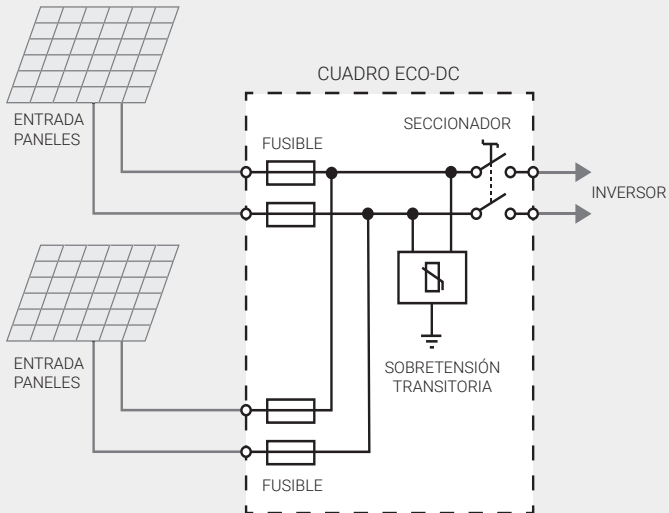 CUADRO ECO-DC
ENTRADA
PANELES
FUSIBLE
SECCIONADOR
INVERSOR
SOBRETENSIÓN
TRANSITORIA
ENTRADA
PANELES
FUSIBLE